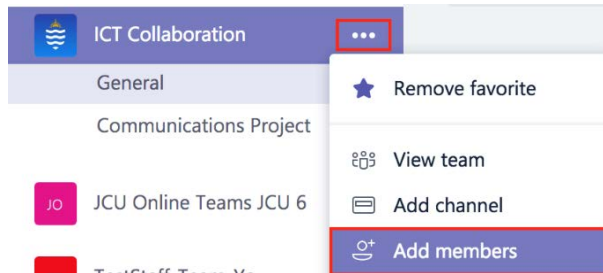 ICT Collaboration
General
Communications Project
JO
JCU Online Teams JCU 6
Remove favorite
View team
Add channel
Add members